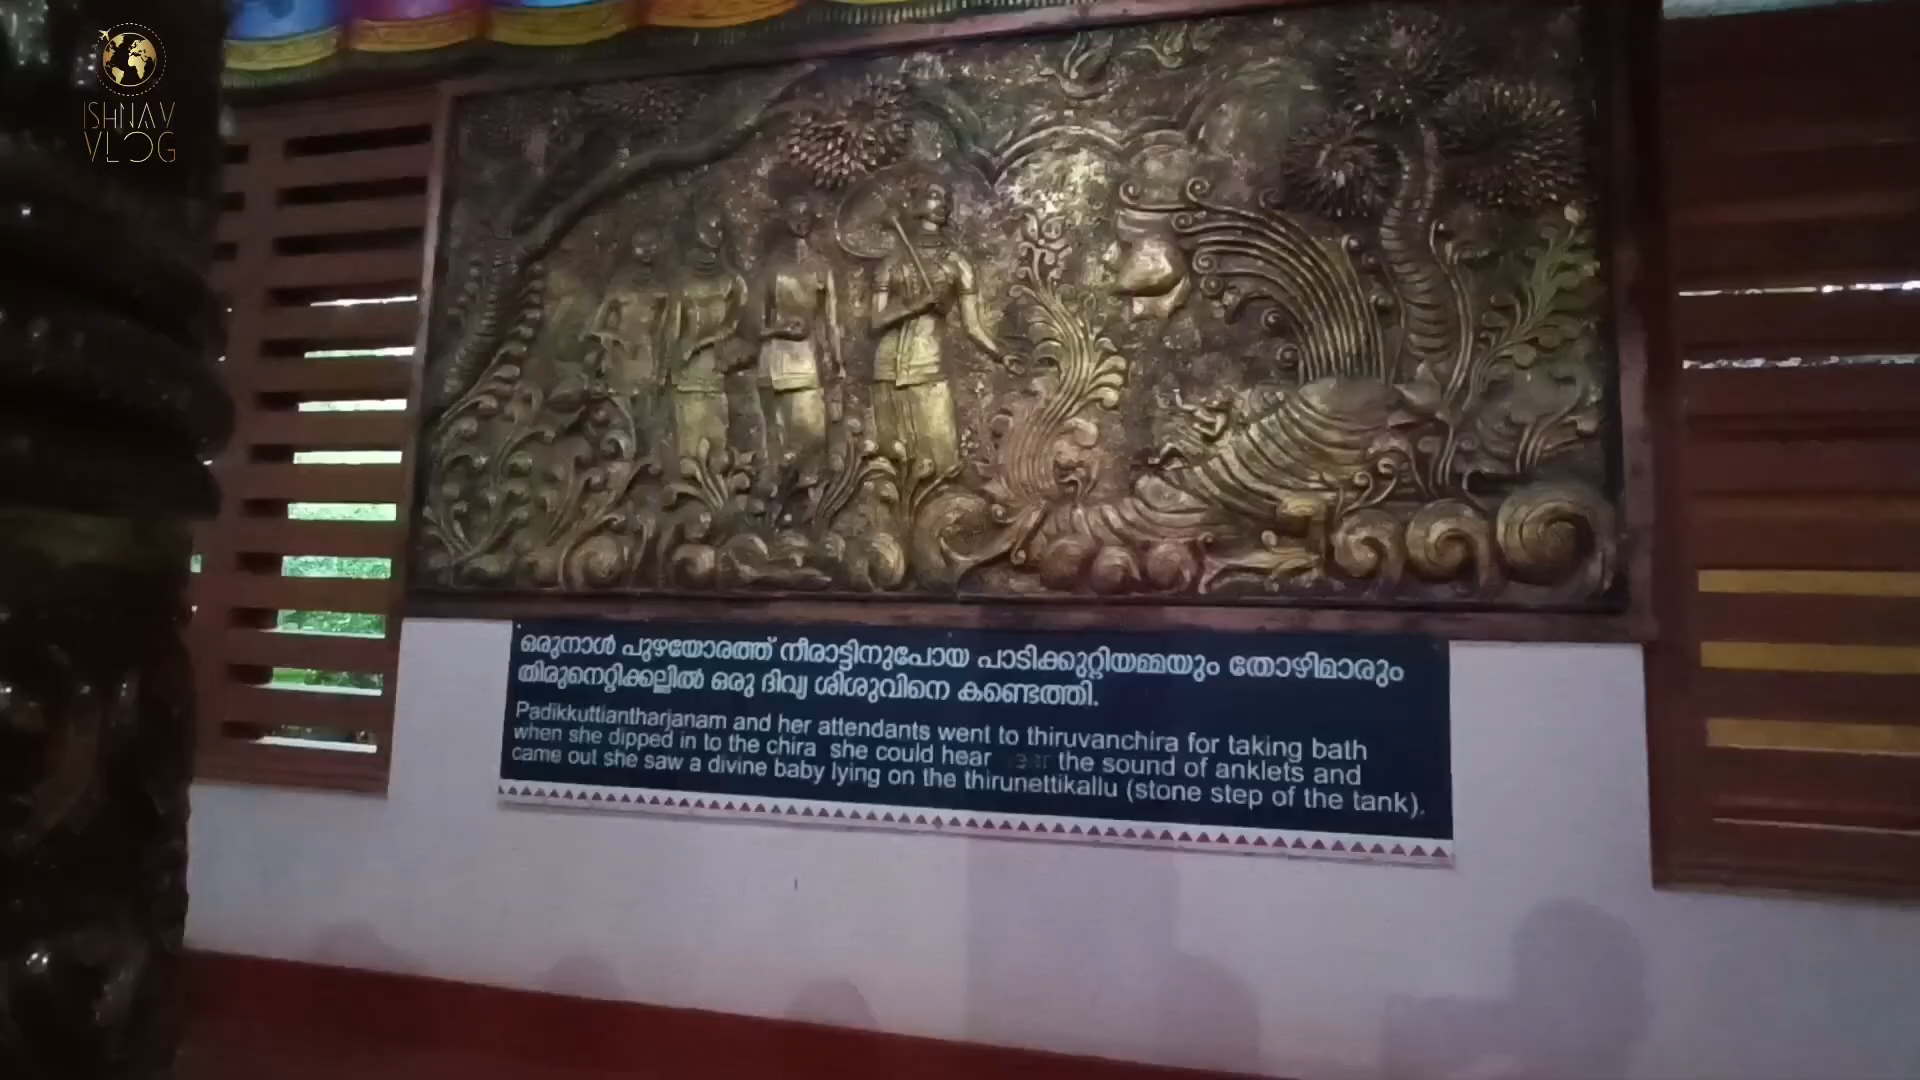 ISHNAV
VLOG
ഒരുനാൾ പുഴയോരത്ത് നീരാട്ടിനുപോയ പാടിക്കുറ്റിയമ്മയും തോഴിമാരും
തിരുനെറ്റിക്കല്ലിൽ ഒരു ദിവ്യ ശിശുവിനെ കണ്ടെത്തി.
Padikkuttiantharjanam and her attendants went to thiruvanchira for taking bath
when she dipped in to the chira she could hear the sound of anklets and
came out she saw a divine baby lying on the thirunettikallu (stone step of the tank).